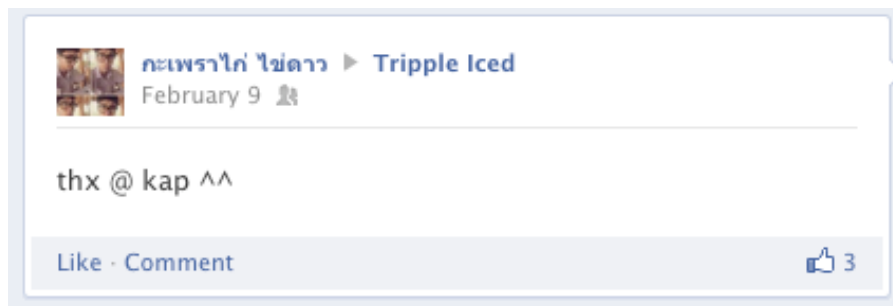 กะเพราไก่ ไข่ดาว ▶ Tripple Iced
February 9
thx @ kap ^^
Like · Comment
3